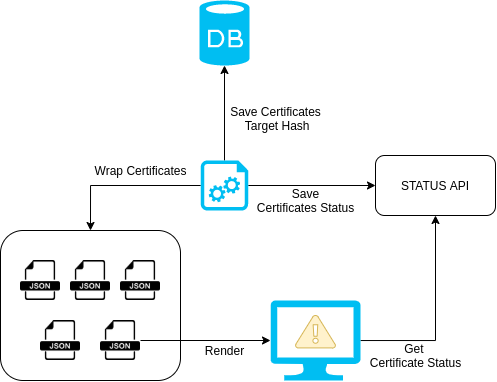 DB
Save Certificates
Target Hash
Wrap Certificates
Save
Certificates Status
STATUS API
JSON
JSON
JSON
JSON
JSON
Render
Get
Certificate Status